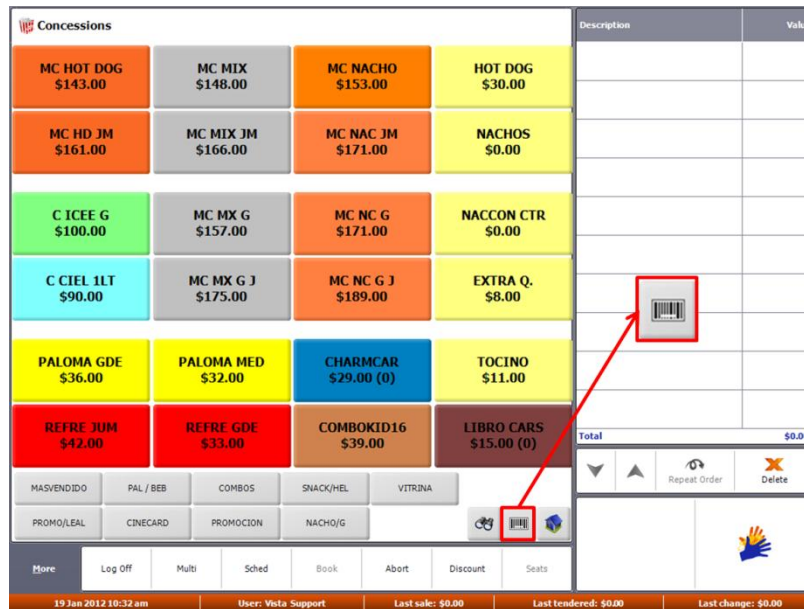 Concessions
Description Valu
MC HOT DOG
$143.00
MC MIX
$148.00
MC NACHO
$153.00
HOT DOG
$30.00
MC HD JM
$161.00
MC MIX JM
$166.00
MC NAC JM
$171.00
NACHOS
$0.00
C ICEE G
$100.00
MC MX G
$157.00
MC NC G
$171.00
NACCON CTR
$0.00
C CIEL 1LT
$90.00
MC MX G J
$175.00
MC NC G J
$189.00
EXTRA Q.
$8.00
PALOMA GDE
$36.00
PALOMA MED
$32.00
CHARMCAR
$29.00 (0)
TOCINO
$11.00
REFRE JUM
$42.00
REFRE GDE
$33.00
COMBOKID16
$39.00
LIBRO CARS
$15.00 (0)
Total $0.0
MASVENDIDO PAL / BEB COMBOS SNACK/HEL VITRINA
Repeat Order Delete
PROMO/LEAL CINECARD PROMOCION NACHO/G
More Log Off Multi Sched Book Abort Discount Seats
19 Jan 2012 10:32 am User: Vista Support Last sale: $0.00 Last tendered: $0.00 Last change: $0.00